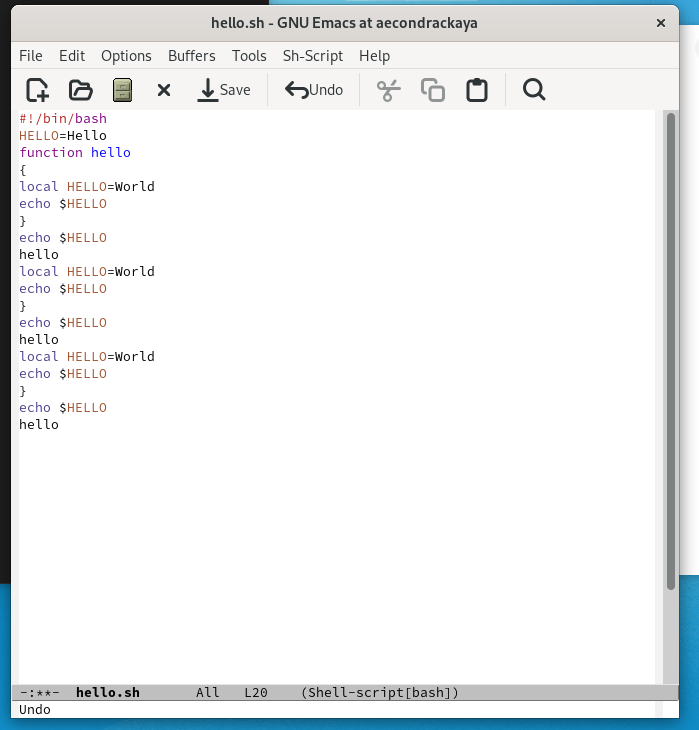 hello.sh - GNU Emacs at aecondrackaya
File Edit Options Buffers Tools Sh-Script Help
Save Undo
#!/bin/bash
HELLO=Hello
function hello
{
local HELLO=World
echo $HELLO
}
echo $HELLO
hello
local HELLO=World
echo $HELLO
}
echo $HELLO
hello
local HELLO=World
echo $HELLO
}
echo $HELLO
hello
-:**- hello.sh All L20 (Shell-script[bash])
Undo